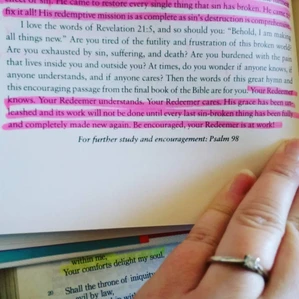 effect of sin. He came to restore every single thing that sin has broken. He came to
fix it all! His redemptive mission is as complete as sin's destruction is comprehensive.
I love the words of Revelation 21:5, and so should you: "Behold, I am making
all things new." Are you tired of the futility and frustration of this broken world?
Are you exhausted by sin, suffering, and death? Are you burdened with the pain
that lives inside you and outside you? At times, do you wonder if anyone knows, if
anyone understands, and if anyone cares? Then the words of this great hymn and
this encouraging passage from the final book of the Bible are for you. Your Redeemer
knows. Your Redeemer understands. Your Redeemer cares. His grace has been un-
leashed and its work will not be done until every last sin-broken thing has been fully
and completely made new again. Be encouraged, your Redeemer is at work!
For further study and encouragement: Psalm 98
within me,
Your comforts delight my soul.
20 Shall the throne of iniquity,
evil by law,